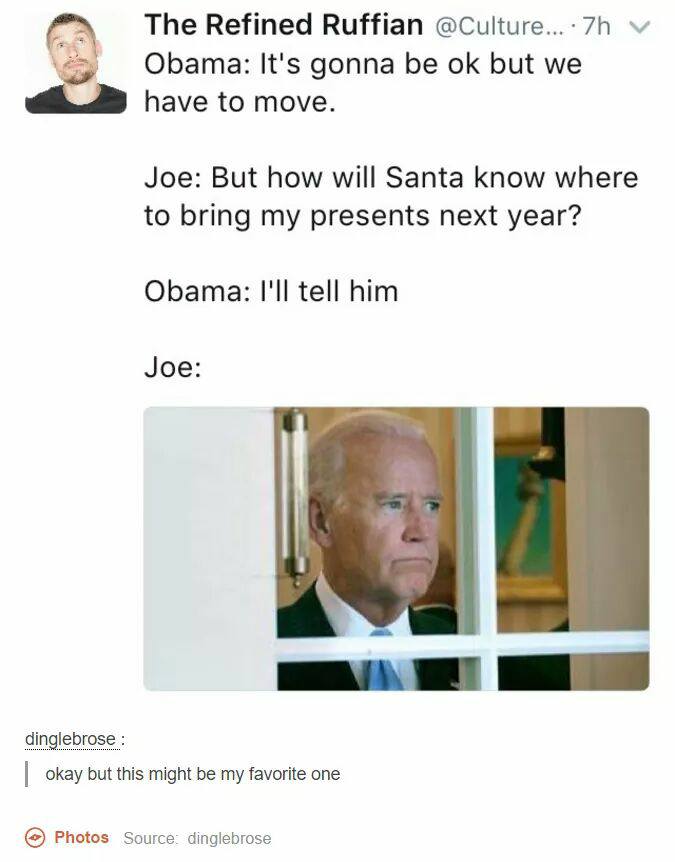 The Refined Ruffian @Culture... · 7h
Obama: It's gonna be ok but we
have to move.
Joe: But how will Santa know where
to bring my presents next year?
Obama: I'll tell him
Joe:
dinglebrose :
okay but this might be my favorite one
Photos Source: dinglebrose